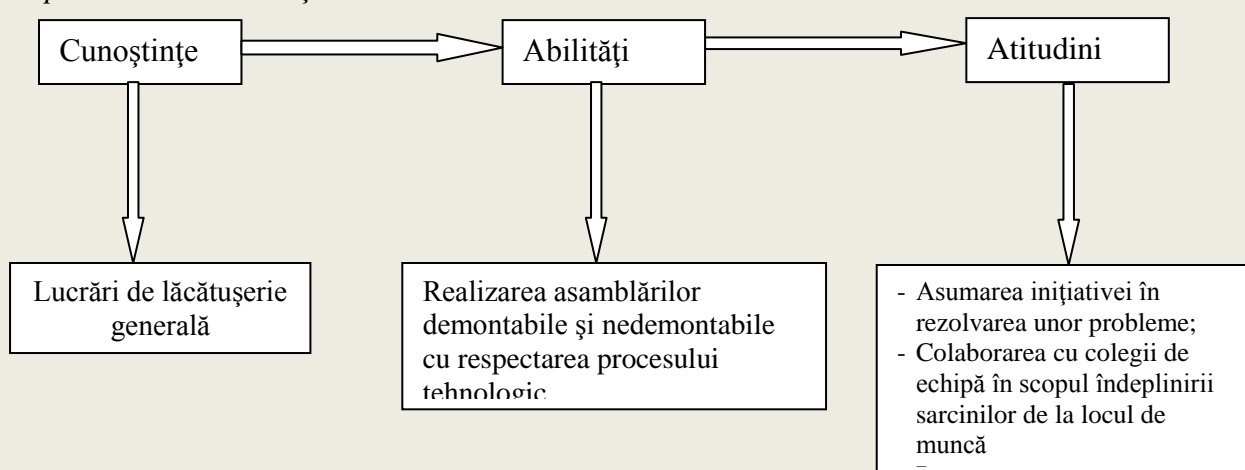 Cunoştinţe
Abilităţi
Atitudini
Lucrări de lăcătuşerie
generală
Realizarea asamblărilor
demontabile şi nedemontabile
cu respectarea procesului
tehnologic
- Asumarea iniţiativei în
rezolvarea unor probleme;
- Colaborarea cu colegii de
echipă în scopul îndeplinirii
sarcinilor de la locul de
muncă